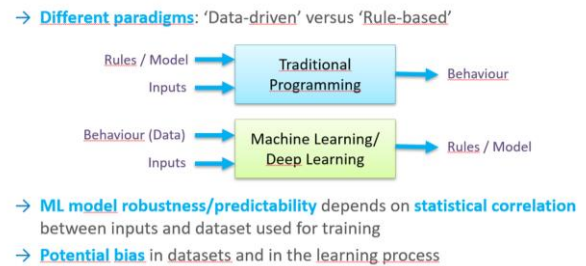 → Different paradigms: ‘Data-driven’ versus ‘Rule-based’
Rules / Model
Inputs
Traditional
Programming
Behaviour
Behaviour (Data)
Inputs
Machine Learning/
Deep Learning
Rules / Model
→ ML model robustness/predictability depends on statistical correlation
between inputs and dataset used for training
→ Potential bias in datasets and in the learning process